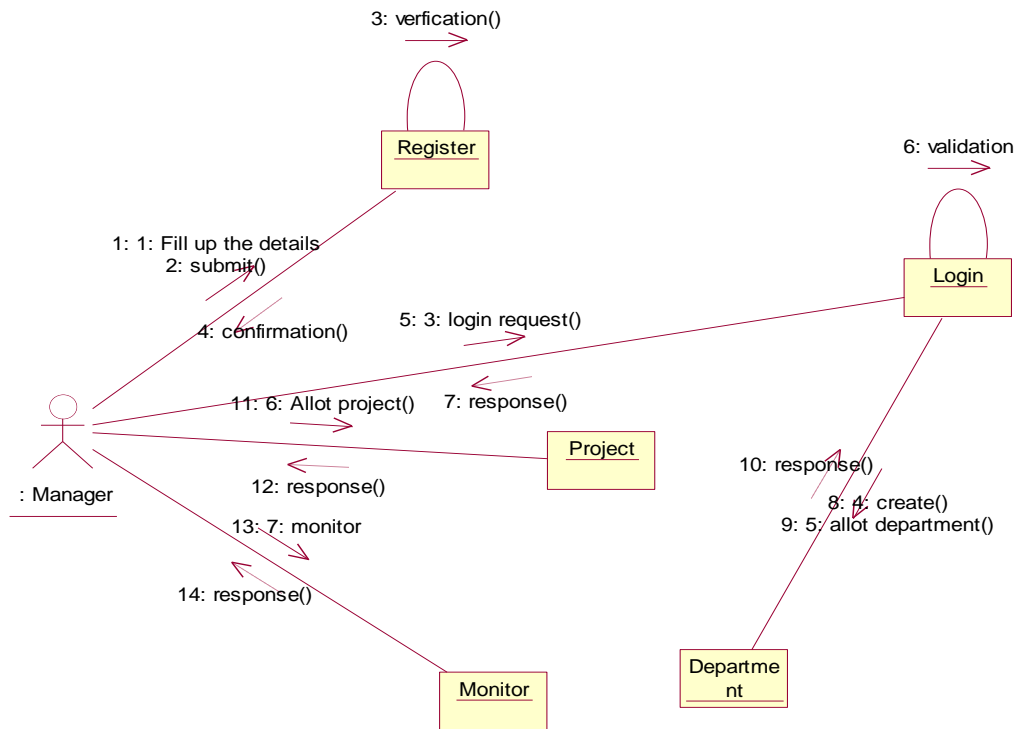 3: verfication()
Register
6: validation
1: 1: Fill up the details
2: submit()
Login
4: confirmation()
5: 3: login request()
11: 6: Allot project()
7: response()
Project
10: response()
12: response()
: Manager
8: 4: create()
13: 7: monitor
9: 5: allot department()
14: response()
Departme
nt
Monitor